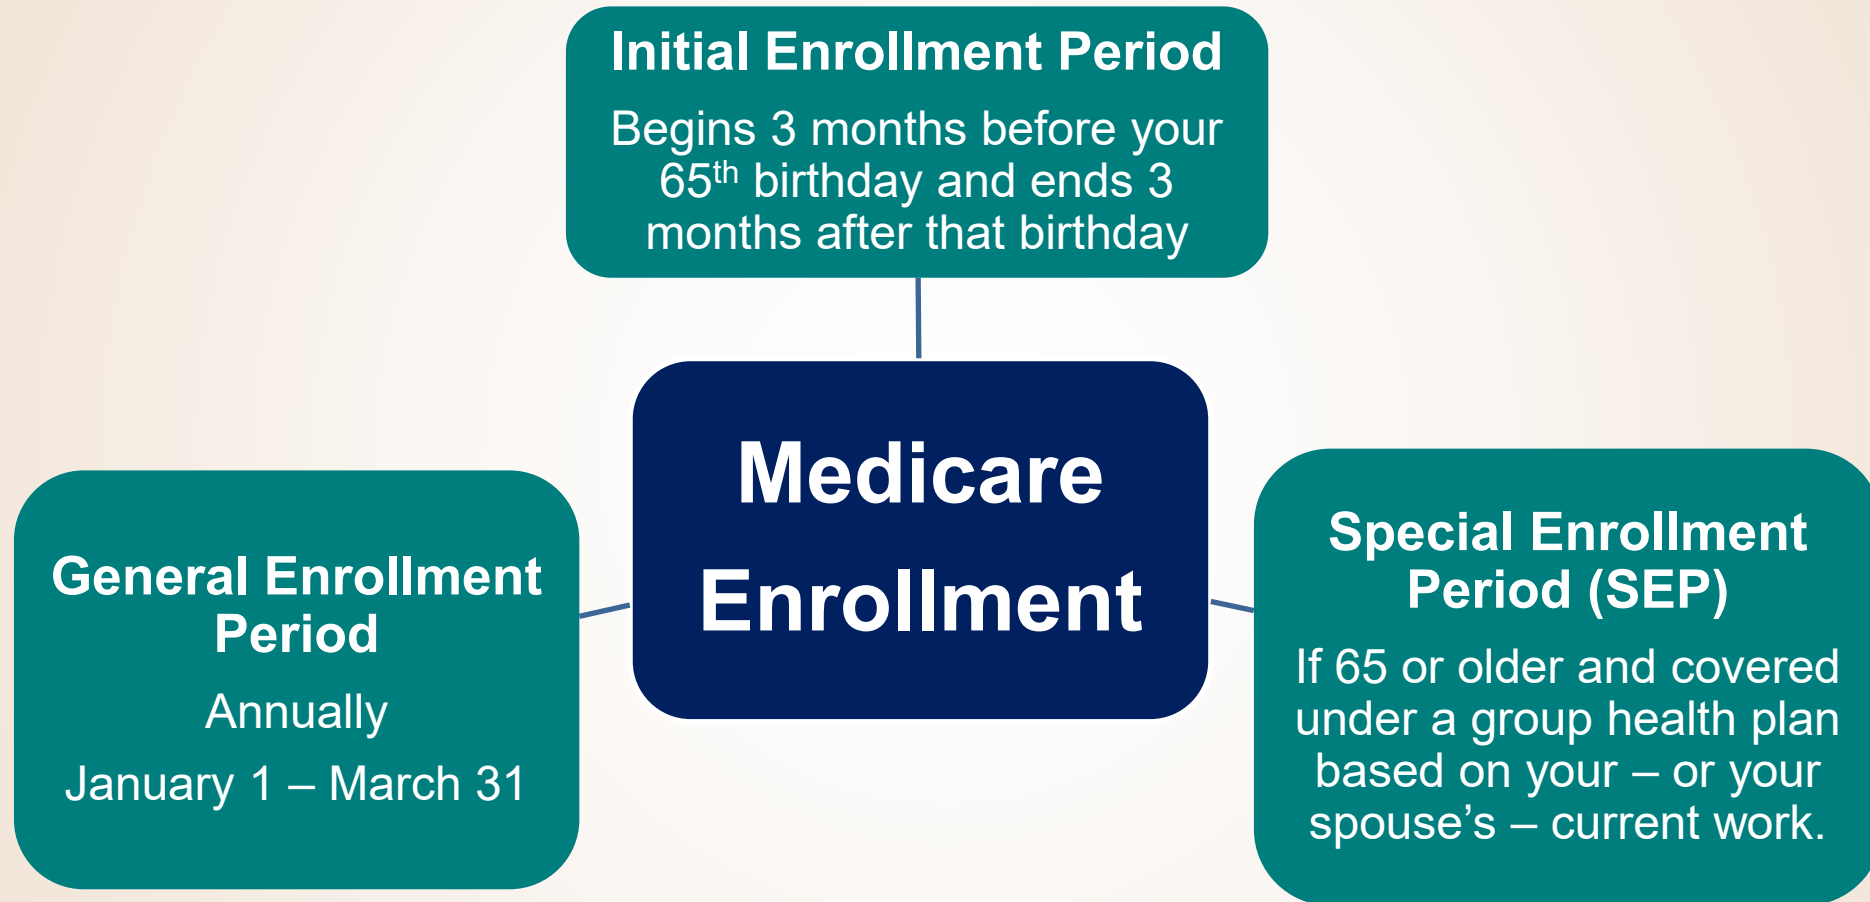 Initial Enrollment Period
Begins 3 months before your
65th birthday and ends 3
months after that birthday
Medicare
Enrollment
General Enrollment
Period
Annually
January 1 – March 31
Special Enrollment
Period (SEP)
If 65 or older and covered
under a group health plan
based on your – or your
spouse’s – current work.